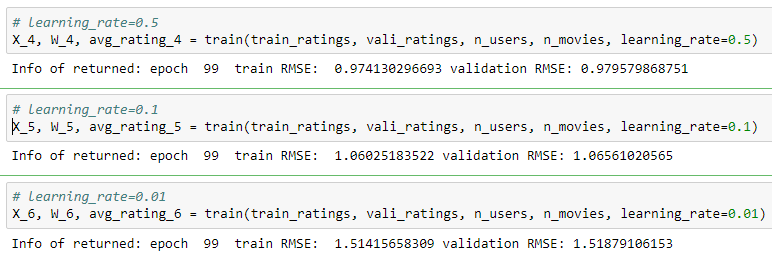 # learning_rate=0.5
X_4, W_4, avg_rating_4 = train(train_ratings, vali_ratings, n_users, n_movies, learning_rate=0.5)
Info of returned: epoch  99  train RMSE:  0.974130296693 validation RMSE: 0.979579868751
# learning_rate=0.1
X_5, W_5, avg_rating_5 = train(train_ratings, vali_ratings, n_users, n_movies, learning_rate=0.1)
Info of returned: epoch  99  train RMSE:  1.06025183522 validation RMSE: 1.06561020565
# learning_rate=0.01
X_6, W_6, avg_rating_6 = train(train_ratings, vali_ratings, n_users, n_movies, learning_rate=0.01)
Info of returned: epoch  99  train RMSE:  1.51415658309 validation RMSE: 1.51879106153